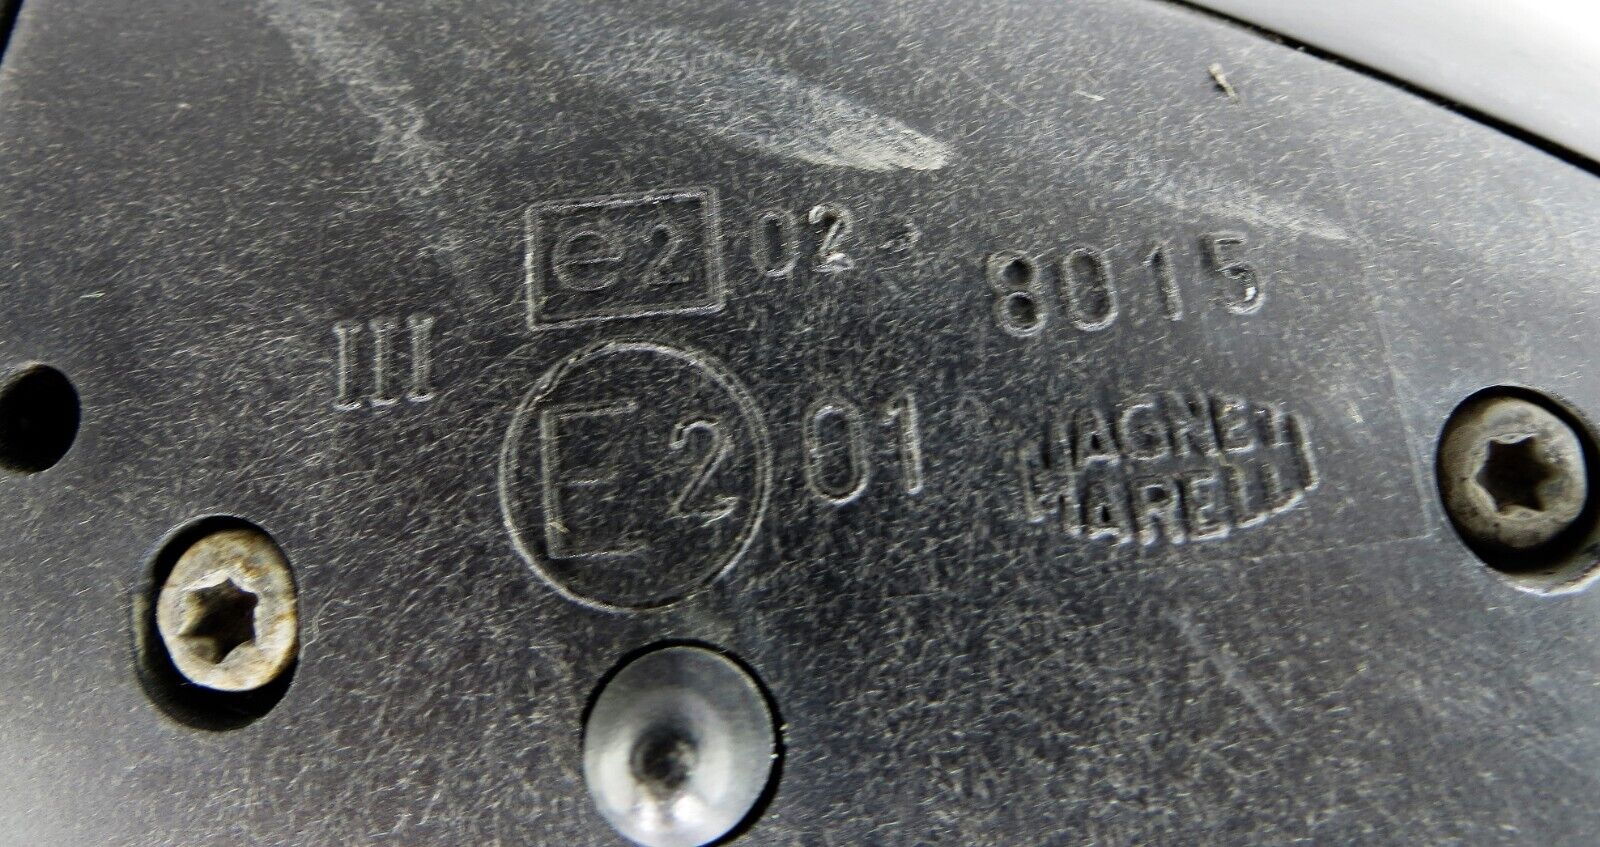 e2 02 8015
III
E2 01
MAGNETI
MARELLI